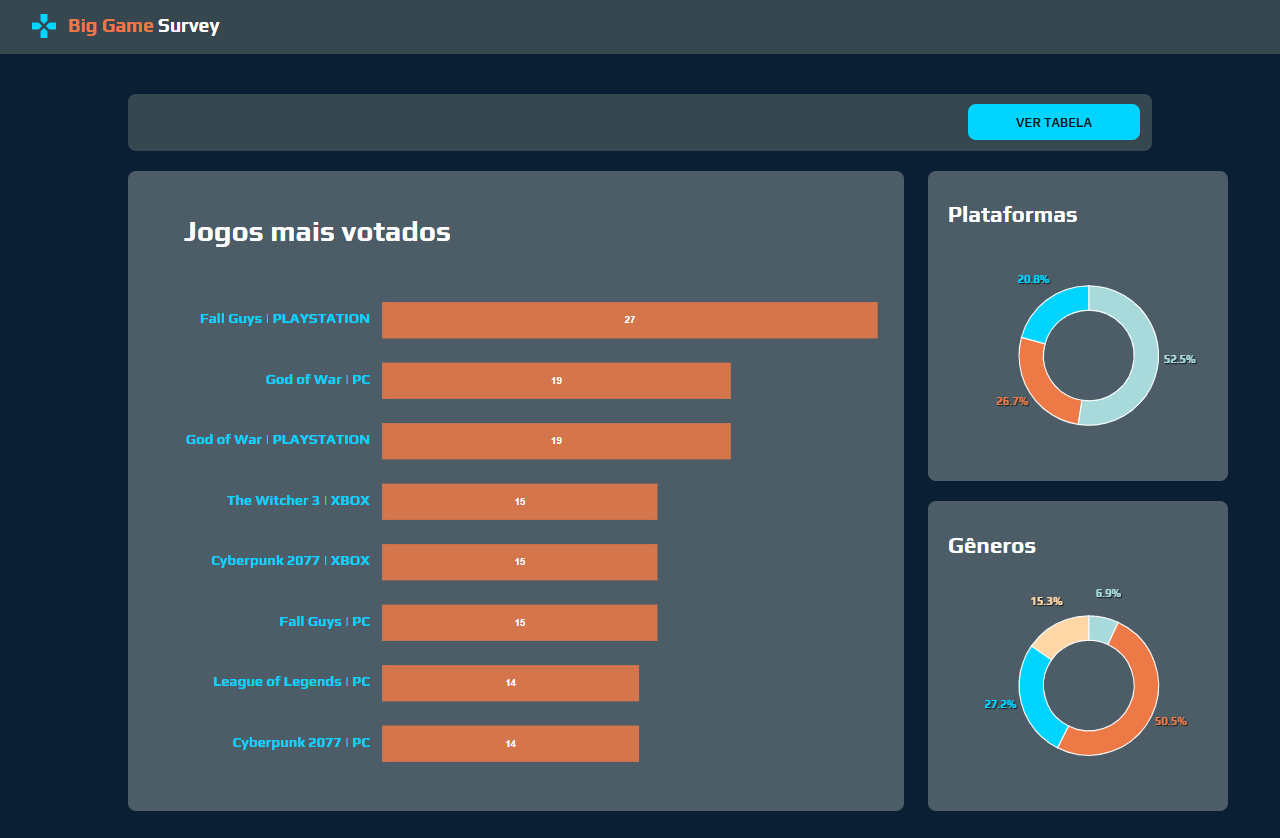 Big Game Survey
VER TABELA
Jogos mais votados
Fall Guys | PLAYSTATION 27
God of War | PC 19
God of War | PLAYSTATION 19
The Witcher 3 | XBOX 15
Cyberpunk 2077 | XBOX 15
Fall Guys | PC 15
League of Legends | PC 14
Cyberpunk 2077 | PC 14
Plataformas
20.8%
52.5%
26.7%
Gêneros
6.9%
15.3%
27.2%
50.5%